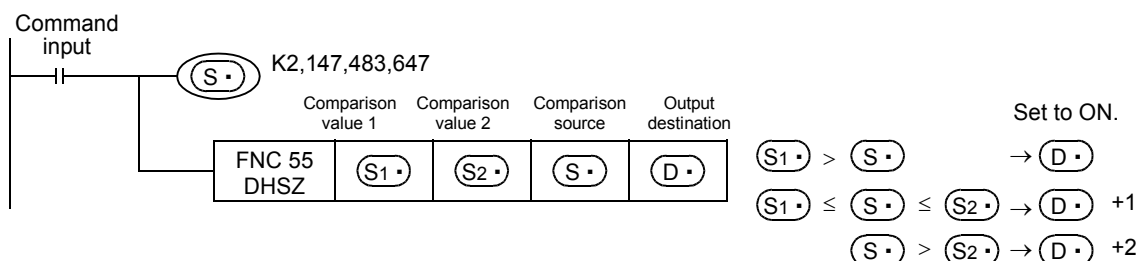 Command
input
S・ K2,147,483,647
Comparison value 1 Comparison value 2 Comparison source Output destination
Set to ON.
FNC 55
DHSZ S1・ S2・ S・ D・
S1・ > S・ → D・
S1・ ≤ S・ ≤ S2・ → D・ +1
S・ > S2・ → D・ +2